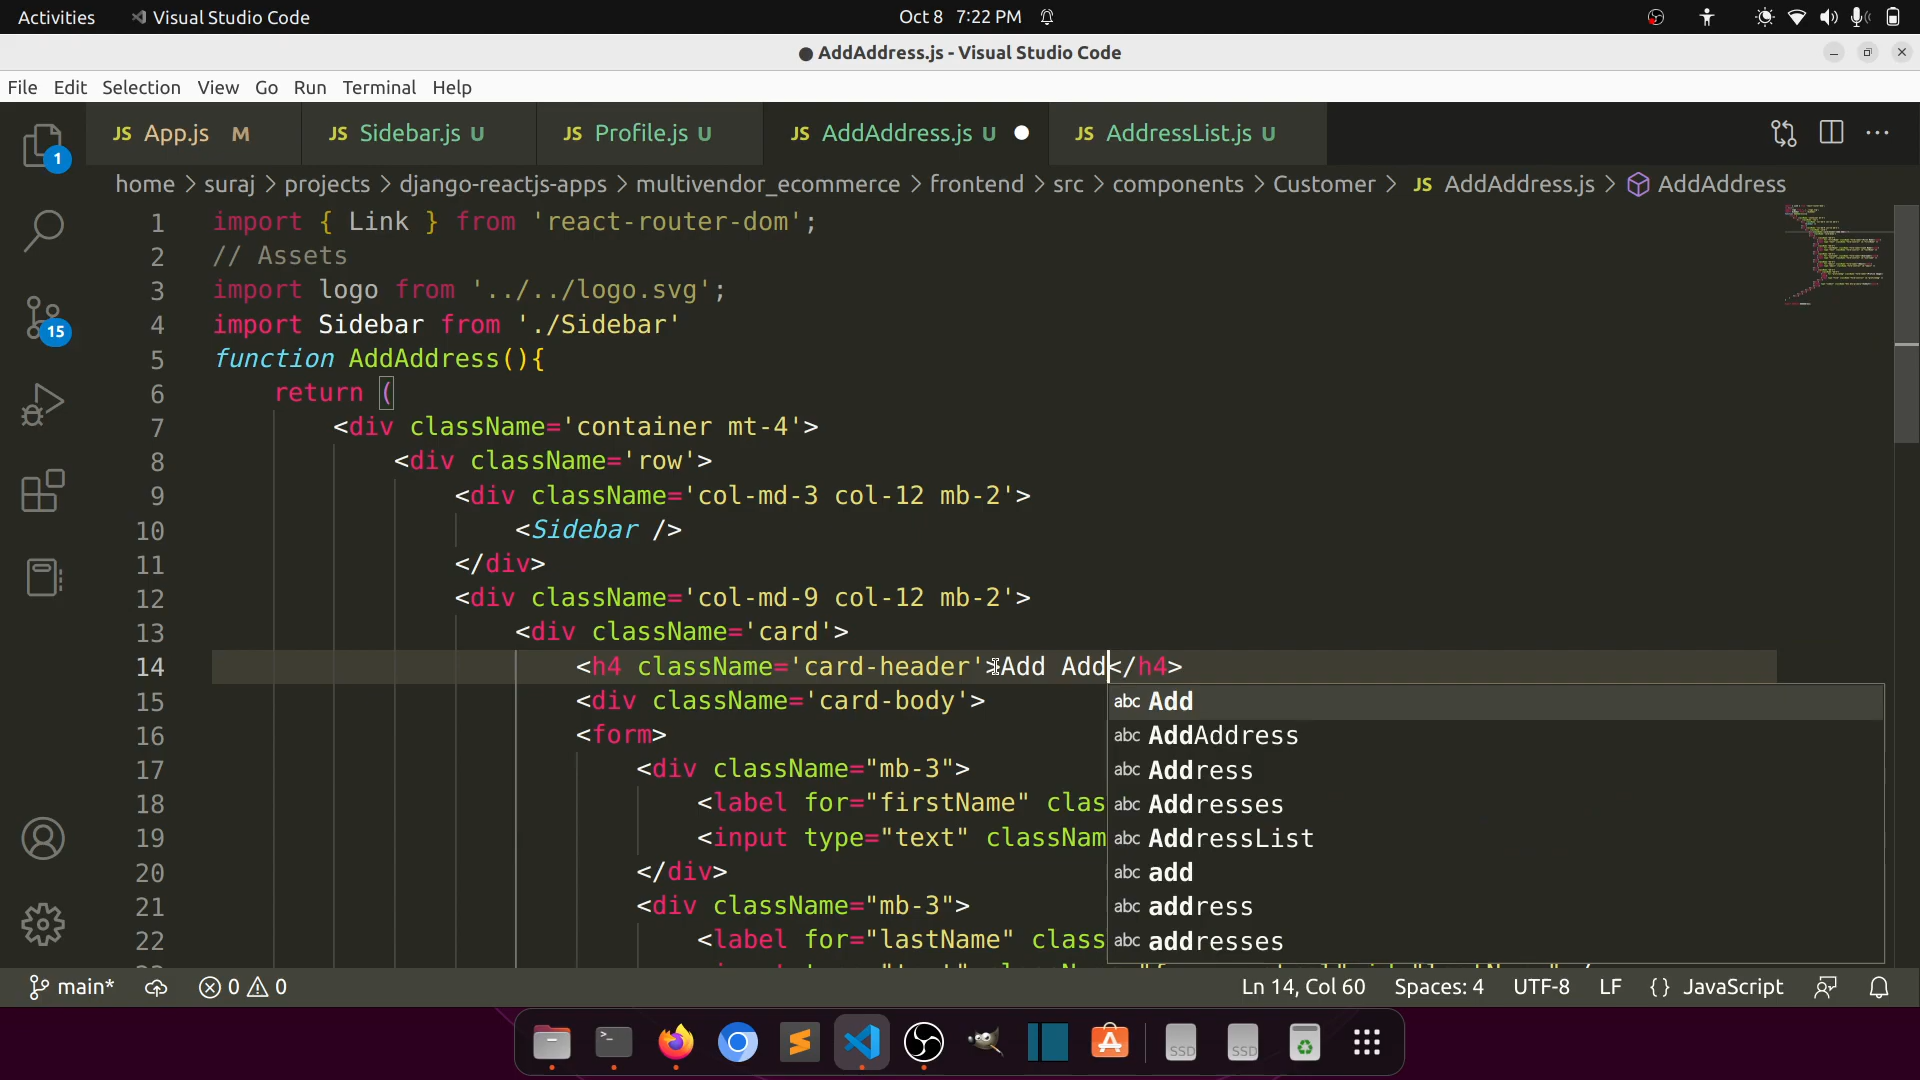 Activities Visual Studio Code Oct 8 7:22 PM
AddAddress.js - Visual Studio Code
File Edit Selection View Go Run Terminal Help
JS App.js M JS Sidebar.js U JS Profile.js U JS AddAddress.js U JS AddressList.js U
home > suraj > projects > django-reactjs-apps > multivendor_ecommerce > frontend > src > components > Customer > JS AddAddress.js > AddAddress
1 import { Link } from 'react-router-dom';
2 // Assets
3 import logo from '../../logo.svg';
4 import Sidebar from './Sidebar'
5 function AddAddress(){
6 return (
7 <div className='container mt-4'>
8 <div className='row'>
9 <div className='col-md-3 col-12 mb-2'>
10 <Sidebar />
11 </div>
12 <div className='col-md-9 col-12 mb-2'>
13 <div className='card'>
14 <h4 className='card-header'>Add Add</h4>
15 <div className='card-body'>
16 <form>
17 <div className="mb-3">
18 <label for="firstName" clas
19 <input type="text" classNam
20 </div>
21 <div className="mb-3">
22 <label for="lastName" class
abc Add
abc AddAddress
abc Address
abc Addresses
abc AddressList
abc add
abc address
abc addresses
1
15
main* 0 0 Ln 14, Col 60 Spaces: 4 UTF-8 LF {} JavaScript
SSD SSD